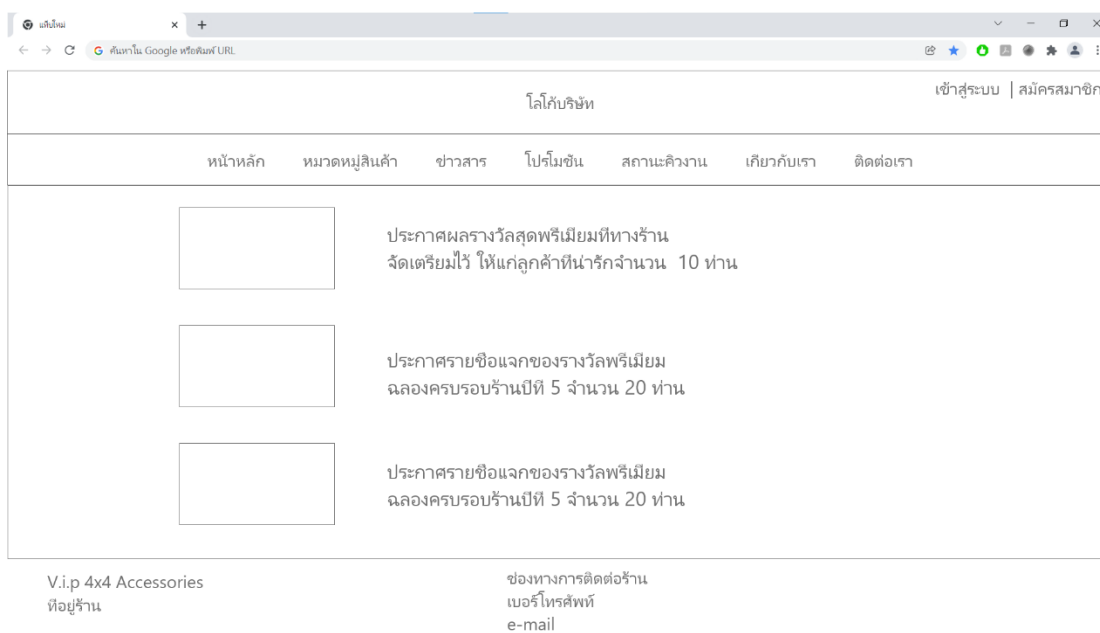 แท็บใหม่
ค้นหาใน Google หรือพิมพ์ URL
เข้าสู่ระบบ | สมัครสมาชิก
โลโก้บริษัท
หน้าหลัก หมวดหมู่สินค้า ข่าวสาร โปรโมชัน สถานะคิวงาน เกี่ยวกับเรา ติดต่อเรา
ประกาศผลรางวัลสุดพรีเมียมที่ทางร้าน
จัดเตรียมไว้ ให้แก่ลูกค้าที่น่ารักจำนวน 10 ท่าน
ประกาศรายชื่อแจกของรางวัลพรีเมียม
ฉลองครบรอบร้านปีที่ 5 จำนวน 20 ท่าน
ประกาศรายชื่อแจกของรางวัลพรีเมียม
ฉลองครบรอบร้านปีที่ 5 จำนวน 20 ท่าน
V.i.p 4x4 Accessories
ที่อยู่ร้าน
ช่องทางการติดต่อร้าน
เบอร์โทรศัพท์
e-mail